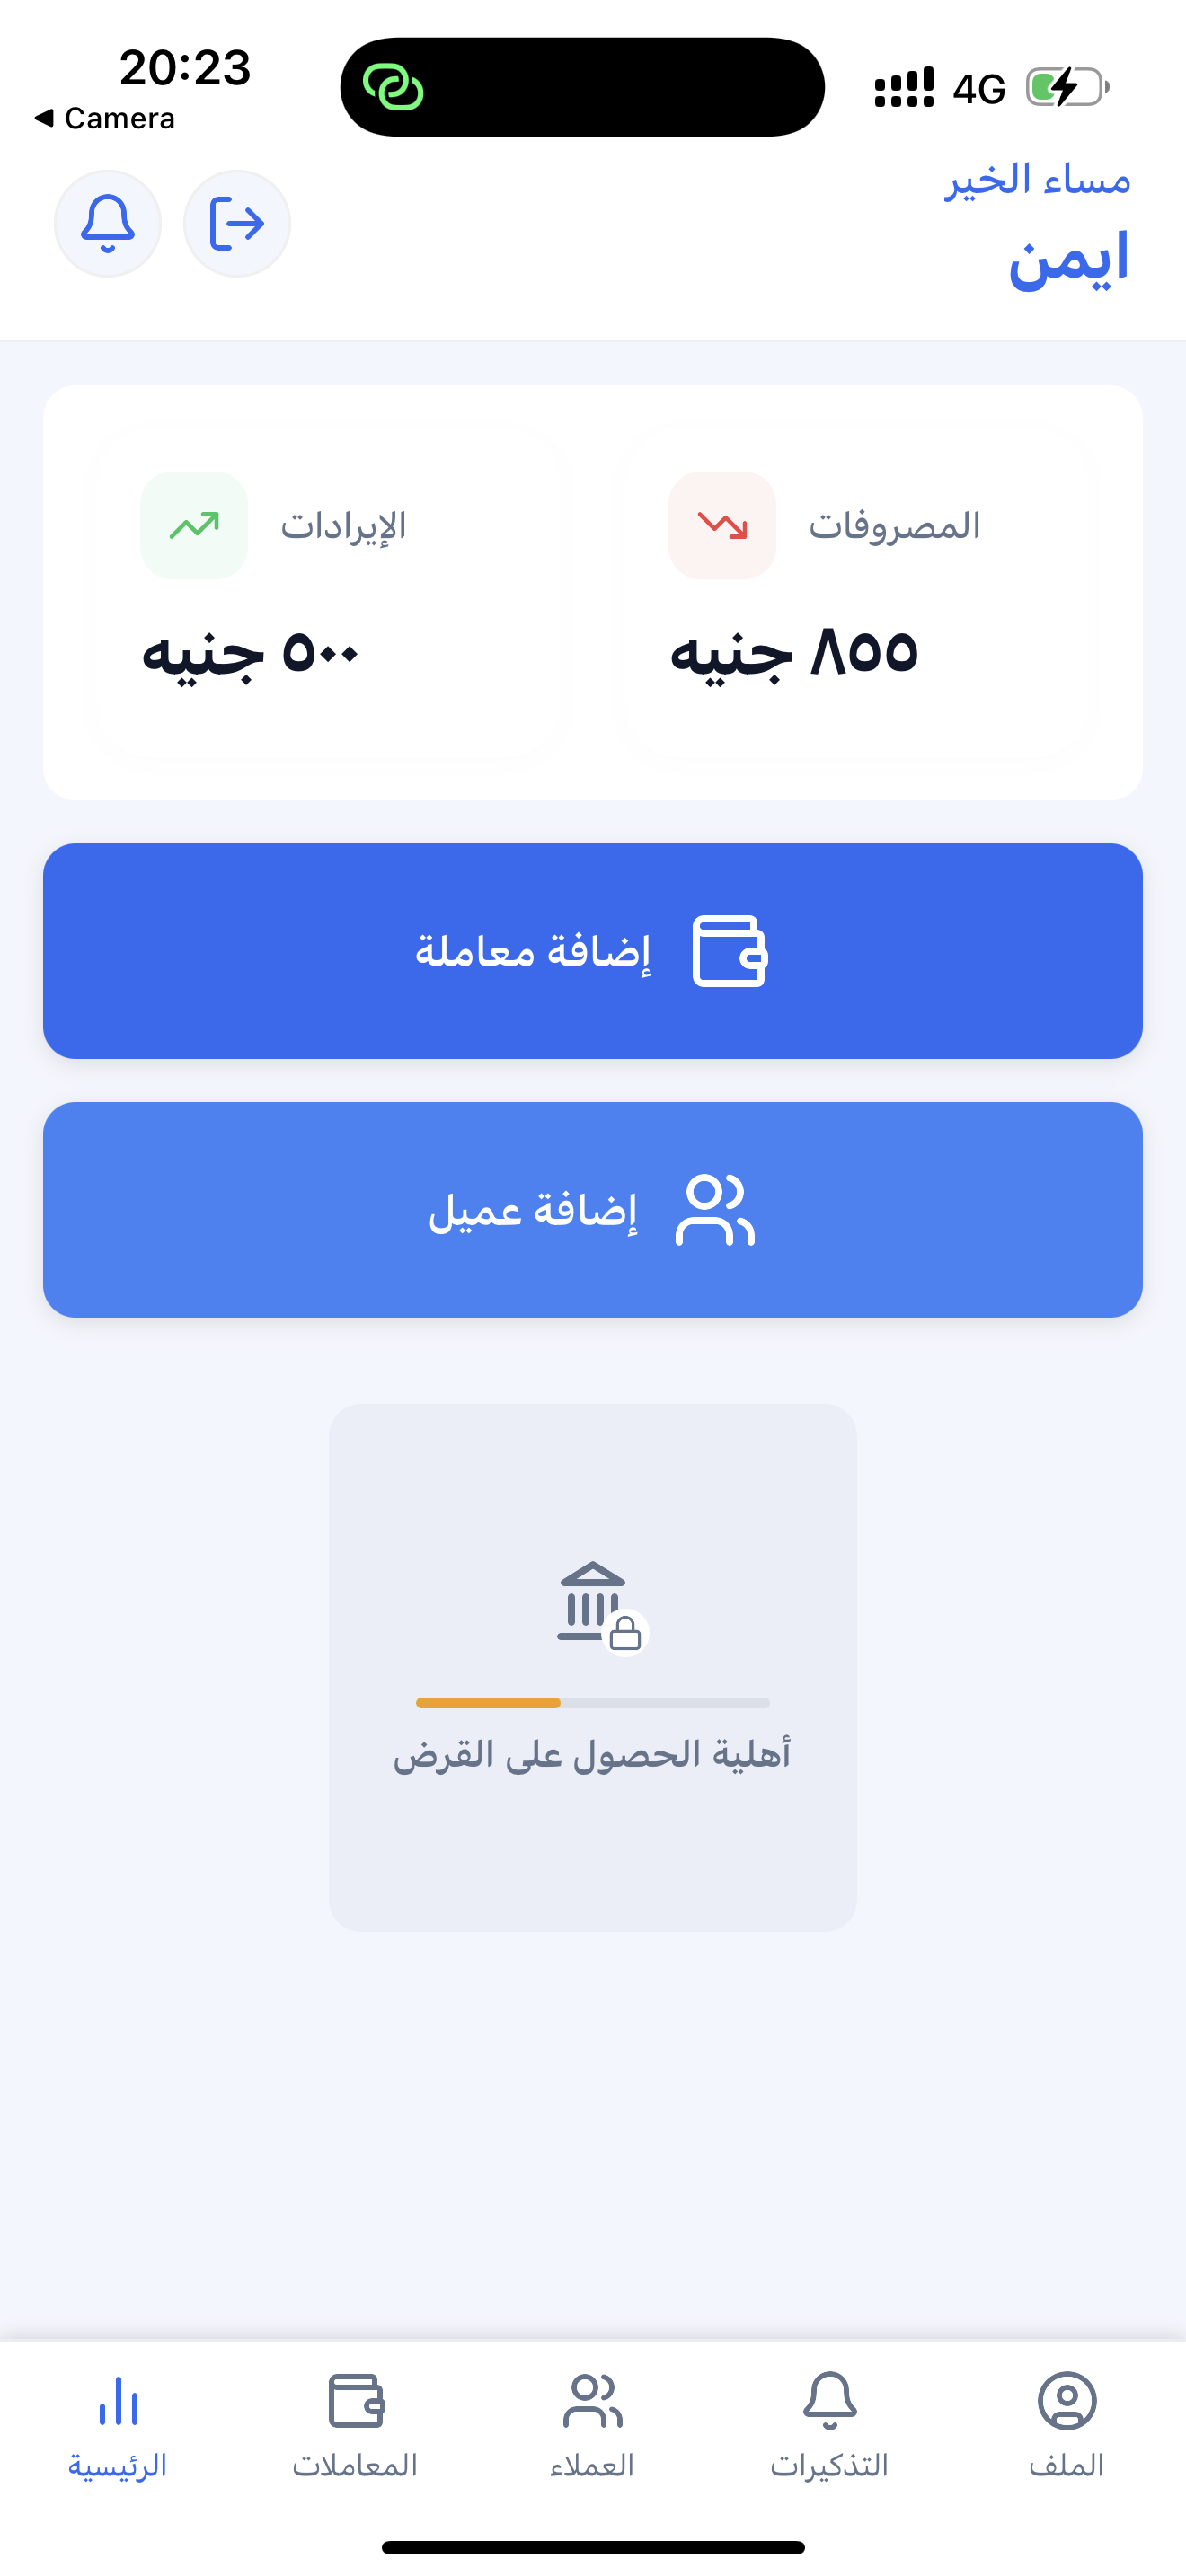 20:23
Camera
4G
مساء الخير
ايمن
المصروفات
٨٥٥ جنيه
الإيرادات
٥٠٠ جنيه
إضافة معاملة
إضافة عميل
أهلية الحصول على القرض
الملف
التذكيرات
العملاء
المعاملات
الرئيسية